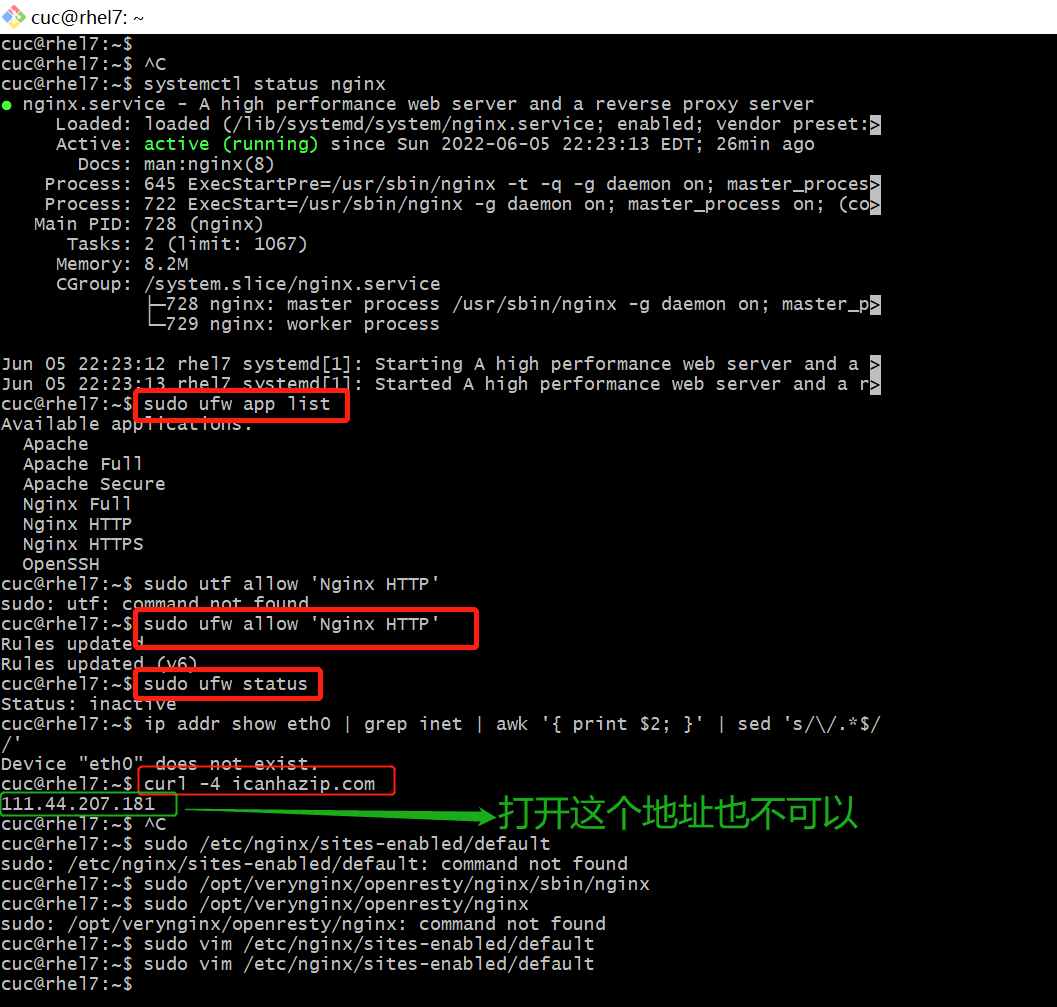 cuc@rhel7: ~
cuc@rhel7:~$
cuc@rhel7:~$ ^C
cuc@rhel7:~$ systemctl status nginx
● nginx.service - A high performance web server and a reverse proxy server
Loaded: loaded (/lib/systemd/system/nginx.service; enabled; vendor preset:>
Active: active (running) since Sun 2022-06-05 22:23:13 EDT; 26min ago
Docs: man:nginx(8)
Process: 645 ExecStartPre=/usr/sbin/nginx -t -q -g daemon on; master_proces>
Process: 722 ExecStart=/usr/sbin/nginx -g daemon on; master_process on; (co>
Main PID: 728 (nginx)
Tasks: 2 (limit: 1067)
Memory: 8.2M
CGroup: /system.slice/nginx.service
├─728 nginx: master process /usr/sbin/nginx -g daemon on; master_p>
└─729 nginx: worker process
Jun 05 22:23:12 rhel7 systemd[1]: Starting A high performance web server and a >
Jun 05 22:23:13 rhel7 systemd[1]: Started A high performance web server and a r>
cuc@rhel7:~$ sudo ufw app list
Available applications:
Apache
Apache Full
Apache Secure
Nginx Full
Nginx HTTP
Nginx HTTPS
OpenSSH
cuc@rhel7:~$ sudo utf allow 'Nginx HTTP'
sudo: utf: command not found
cuc@rhel7:~$ sudo ufw allow 'Nginx HTTP'
Rules updated
Rules updated (v6)
cuc@rhel7:~$ sudo ufw status
Status: inactive
cuc@rhel7:~$ ip addr show eth0 | grep inet | awk '{ print $2; }' | sed 's/\/.*$/
/'
Device "eth0" does not exist.
cuc@rhel7:~$ curl -4 icanhazip.com
111.44.207.181
打开这个地址也不可以
cuc@rhel7:~$ ^C
cuc@rhel7:~$ sudo /etc/nginx/sites-enabled/default
sudo: /etc/nginx/sites-enabled/default: command not found
cuc@rhel7:~$ sudo /opt/verynginx/openresty/nginx/sbin/nginx
cuc@rhel7:~$ sudo /opt/verynginx/openresty/nginx
sudo: /opt/verynginx/openresty/nginx: command not found
cuc@rhel7:~$ sudo vim /etc/nginx/sites-enabled/default
cuc@rhel7:~$ sudo vim /etc/nginx/sites-enabled/default
cuc@rhel7:~$